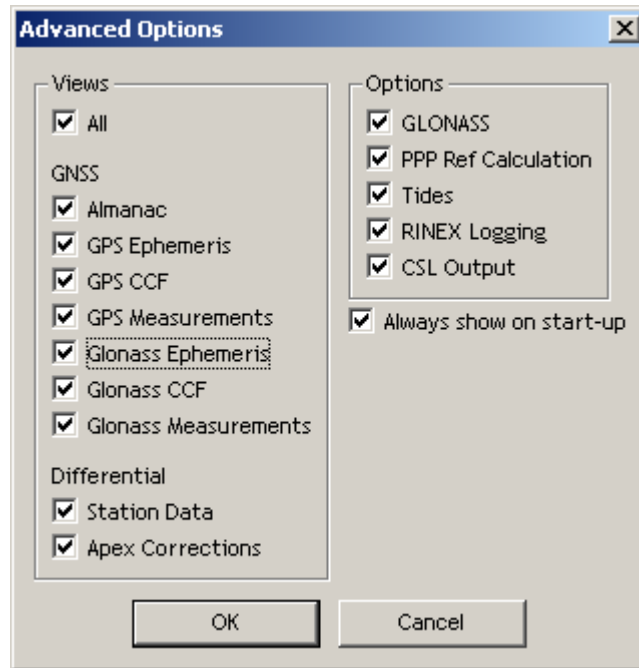 Advanced Options
Views
All
GNSS
Almanac
GPS Ephemeris
GPS CCF
GPS Measurements
Glonass Ephemeris
Glonass CCF
Glonass Measurements
Differential
Station Data
Apex Corrections
Options
GLONASS
PPP Ref Calculation
Tides
RINEX Logging
CSL Output
Always show on start-up
OK
Cancel